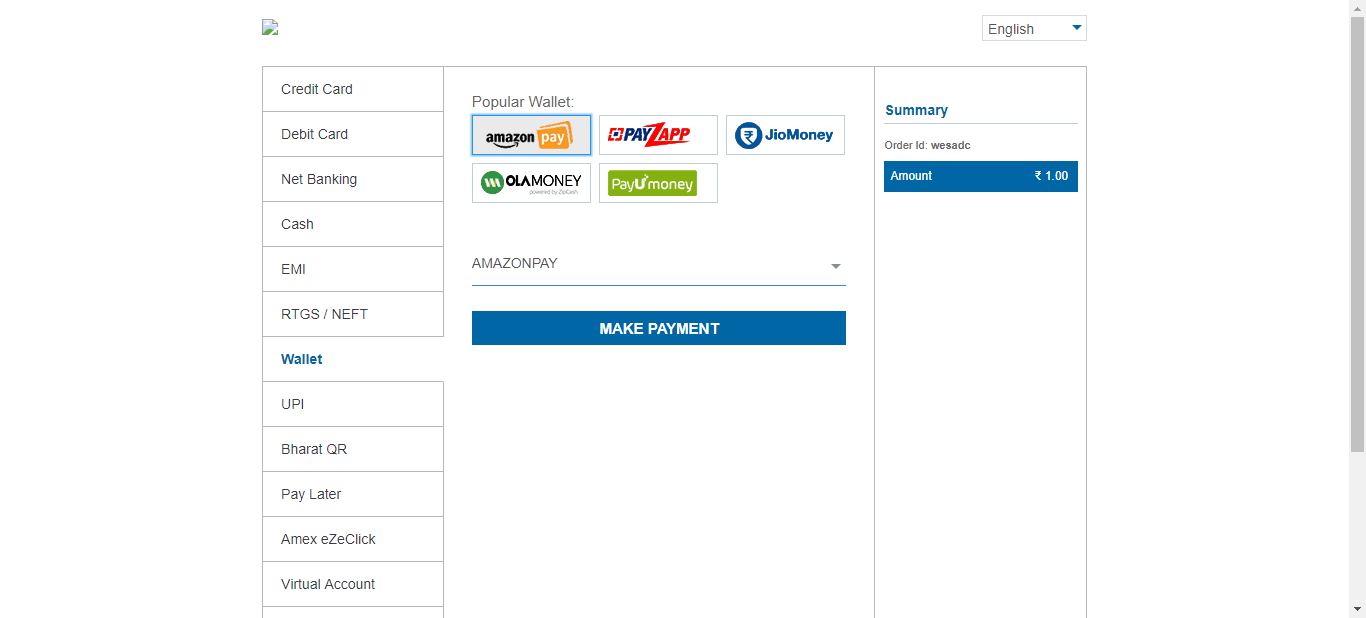 English
Credit Card
Debit Card
Net Banking
Cash
EMI
RTGS / NEFT
Wallet
UPI
Bharat QR
Pay Later
Amex eZeClick
Virtual Account
Popular Wallet:
amazon pay
PAYZAPP
JioMoney
OLAMONEY
powered by ZipCash
PayUmoney
AMAZONPAY
MAKE PAYMENT
Summary
Order Id: wesadc
Amount ₹ 1.00